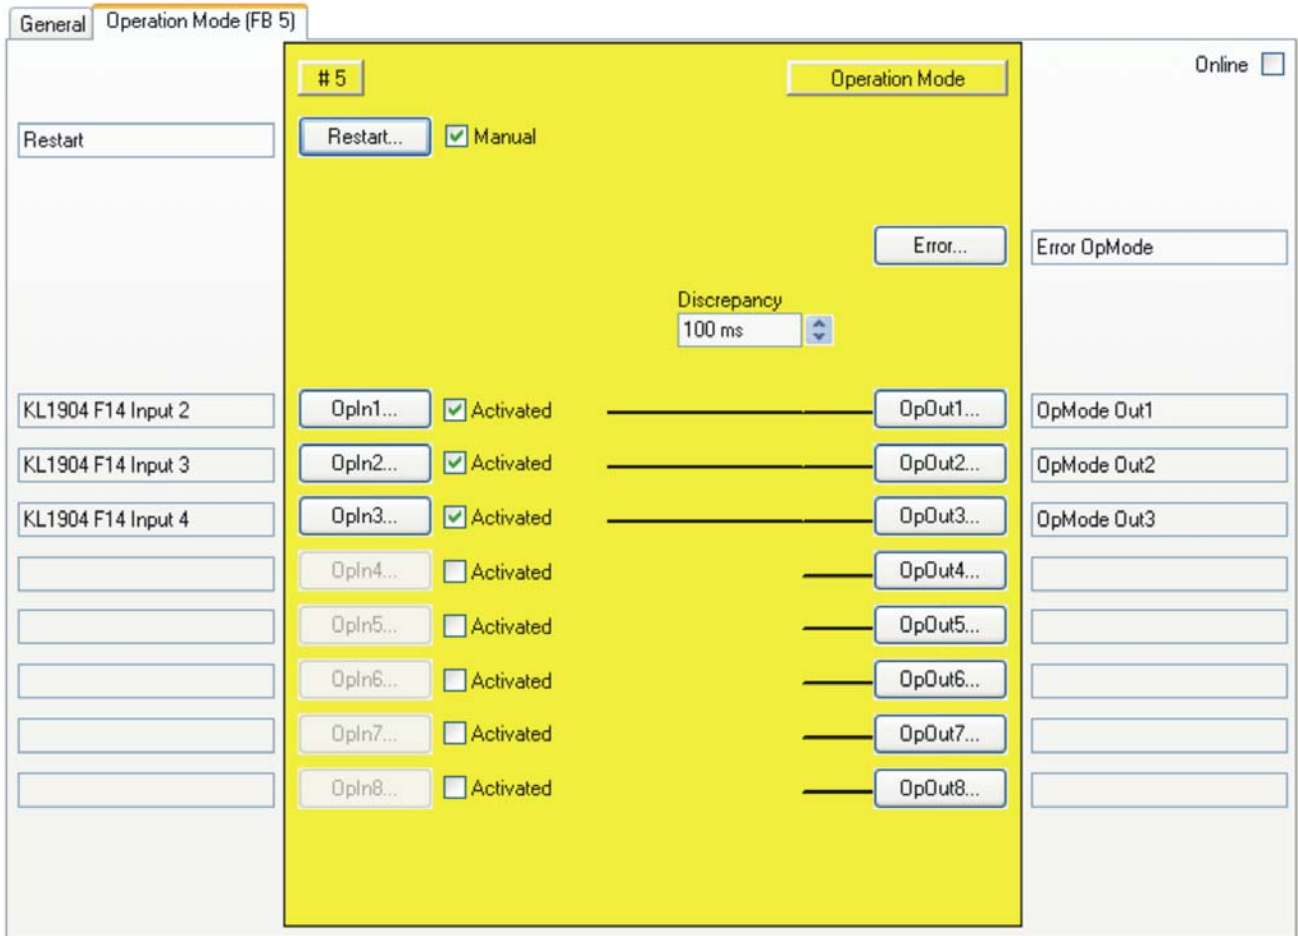 General Operation Mode (FB 5)
Online
# 5 Operation Mode
Restart Restart... Manual
Error... Error OpMode
Discrepancy
100 ms
KL1904 F14 Input 2 OpIn1... Activated OpOut1... OpMode Out1
KL1904 F14 Input 3 OpIn2... Activated OpOut2... OpMode Out2
KL1904 F14 Input 4 OpIn3... Activated OpOut3... OpMode Out3
OpIn4... Activated OpOut4...
OpIn5... Activated OpOut5...
OpIn6... Activated OpOut6...
OpIn7... Activated OpOut7...
OpIn8... Activated OpOut8...